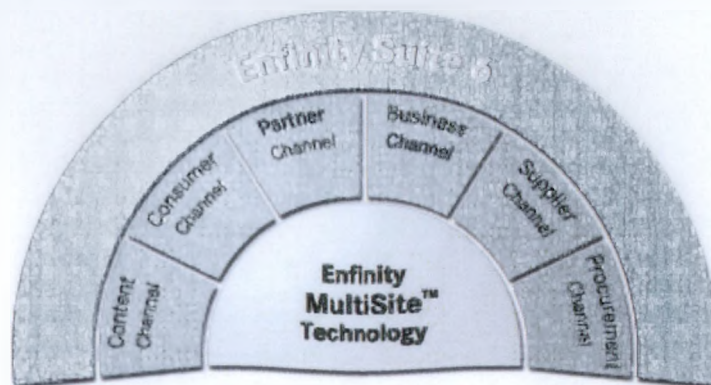 Enfinity Suite 6
Content
Channel
Consumer
Channel
Partner
Channel
Business
Channel
Supplier
Channel
Procurement
Channel
Enfinity
MultiSite™
Technology